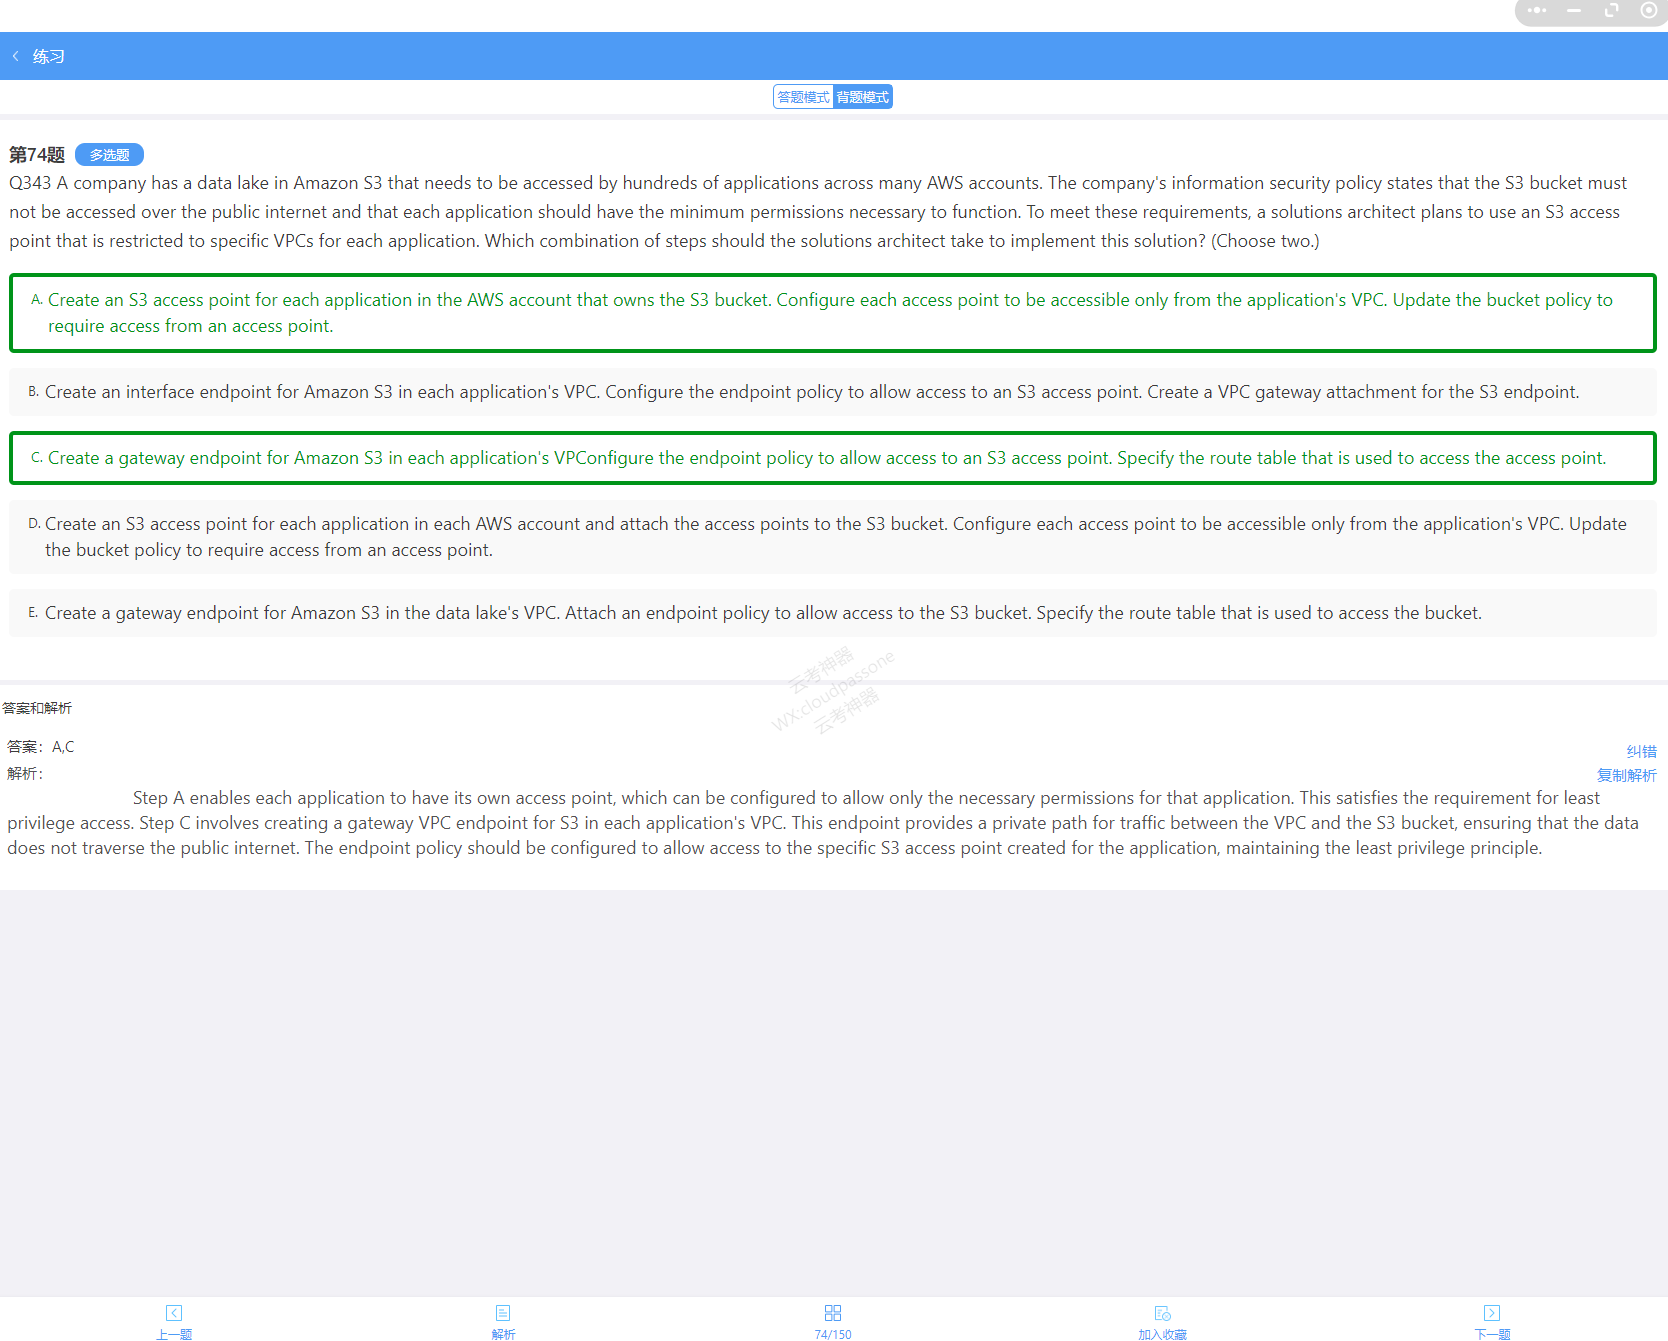 练习
答题模式 背题模式
第74题 多选题
Q343 A company has a data lake in Amazon S3 that needs to be accessed by hundreds of applications across many AWS accounts. The company's information security policy states that the S3 bucket must
not be accessed over the public internet and that each application should have the minimum permissions necessary to function. To meet these requirements, a solutions architect plans to use an S3 access
point that is restricted to specific VPCs for each application. Which combination of steps should the solutions architect take to implement this solution? (Choose two.)
A. Create an S3 access point for each application in the AWS account that owns the S3 bucket. Configure each access point to be accessible only from the application's VPC. Update the bucket policy to
require access from an access point.
B. Create an interface endpoint for Amazon S3 in each application's VPC. Configure the endpoint policy to allow access to an S3 access point. Create a VPC gateway attachment for the S3 endpoint.
C. Create a gateway endpoint for Amazon S3 in each application's VPConfigure the endpoint policy to allow access to an S3 access point. Specify the route table that is used to access the access point.
D. Create an S3 access point for each application in each AWS account and attach the access points to the S3 bucket. Configure each access point to be accessible only from the application's VPC. Update
the bucket policy to require access from an access point.
E. Create a gateway endpoint for Amazon S3 in the data lake's VPC. Attach an endpoint policy to allow access to the S3 bucket. Specify the route table that is used to access the bucket.
云考神器
WX:cloudpassone
云考神器
答案和解析
答案：A,C
纠错
解析：
复制解析
Step A enables each application to have its own access point, which can be configured to allow only the necessary permissions for that application. This satisfies the requirement for least
privilege access. Step C involves creating a gateway VPC endpoint for S3 in each application's VPC. This endpoint provides a private path for traffic between the VPC and the S3 bucket, ensuring that the data
does not traverse the public internet. The endpoint policy should be configured to allow access to the specific S3 access point created for the application, maintaining the least privilege principle.
上一题 解析 74/150 加入收藏 下一题